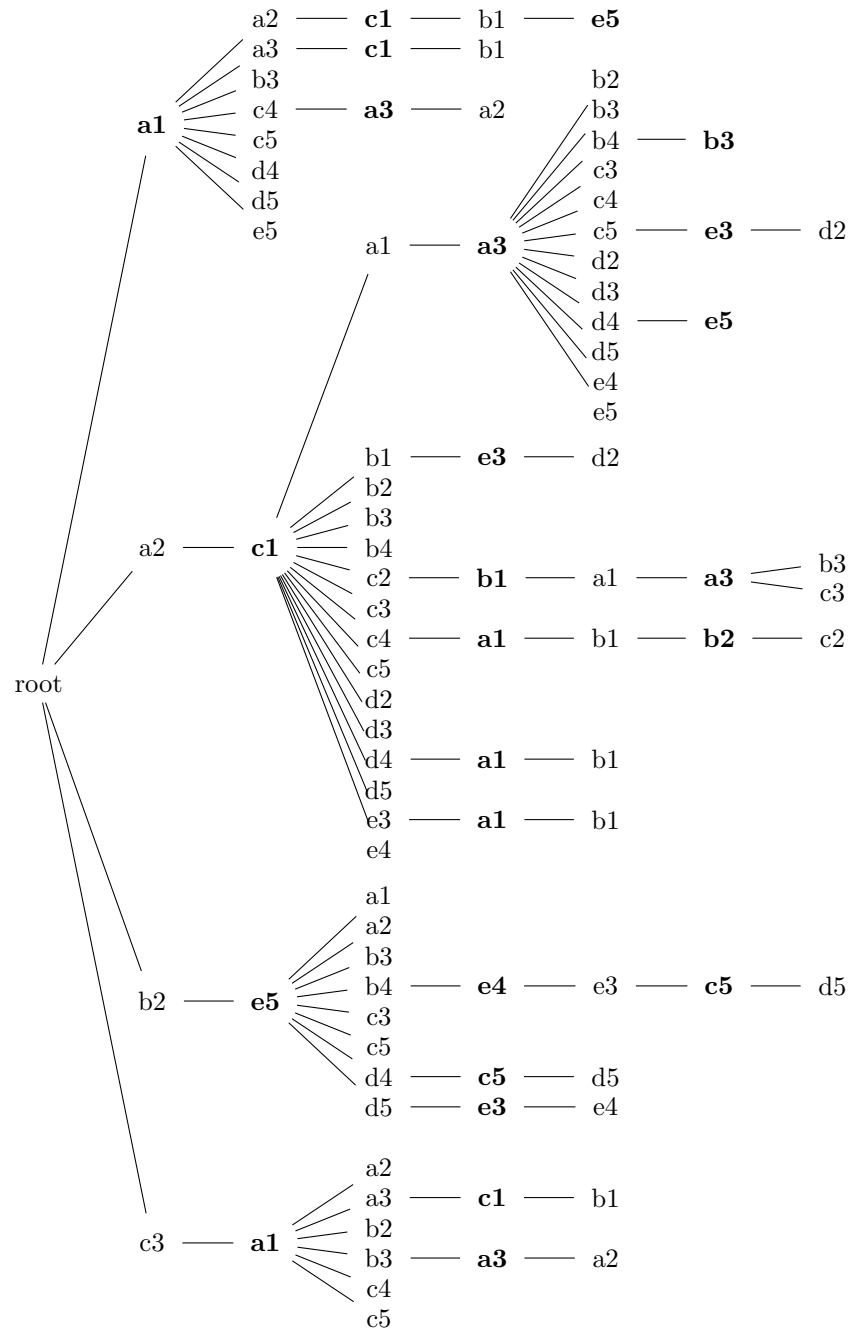 a2 c1 b1 e5
a3 c1 b1
b3
b2
c4 a3 a2
b3
a1
c5
b4 b3
d4
c3
d5
c4
e5
c5 e3 d2
a1 a3
d2
d3
d4 e5
d5
e4
e5
b1 e3 d2
b2
b3
a2 c1 b4
b3
c2 b1 a1 a3
c3
c3
c4 a1 b1 b2 c2
c5
root
d2
d3
d4 a1 b1
d5
e3 a1 b1
e4
a1
a2
b3
b4 e4 e3 c5 d5
b2 e5
c3
c5
d4 c5 d5
d5 e3 e4
a2
a3 c1 b1
b2
c3 a1
b3 a3 a2
c4
c5